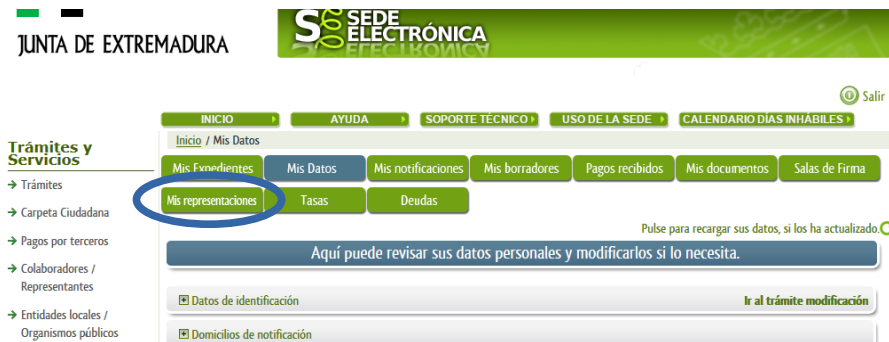 JUNTA DE EXTREMADURA
SEDE
ELECTRÓNICA
Salir
INICIO
AYUDA
SOPORTE TÉCNICO
USO DE LA SEDE
CALENDARIO DÍAS INHÁBILES
Trámites y
Servicios
Trámites
Carpeta Ciudadana
Pagos por terceros
Colaboradores /
Representantes
Entidades locales /
Organismos públicos
Inicio / Mis Datos
Mis Expedientes
Mis Datos
Mis notificaciones
Mis borradores
Pagos recibidos
Mis documentos
Salas de Firma
Mis representaciones
Tasas
Deudas
Pulse para recargar sus datos, si los ha actualizado.
Aquí puede revisar sus datos personales y modificarlos si lo necesita.
Datos de identificación
Ir al trámite modificación
Domicilios de notificación